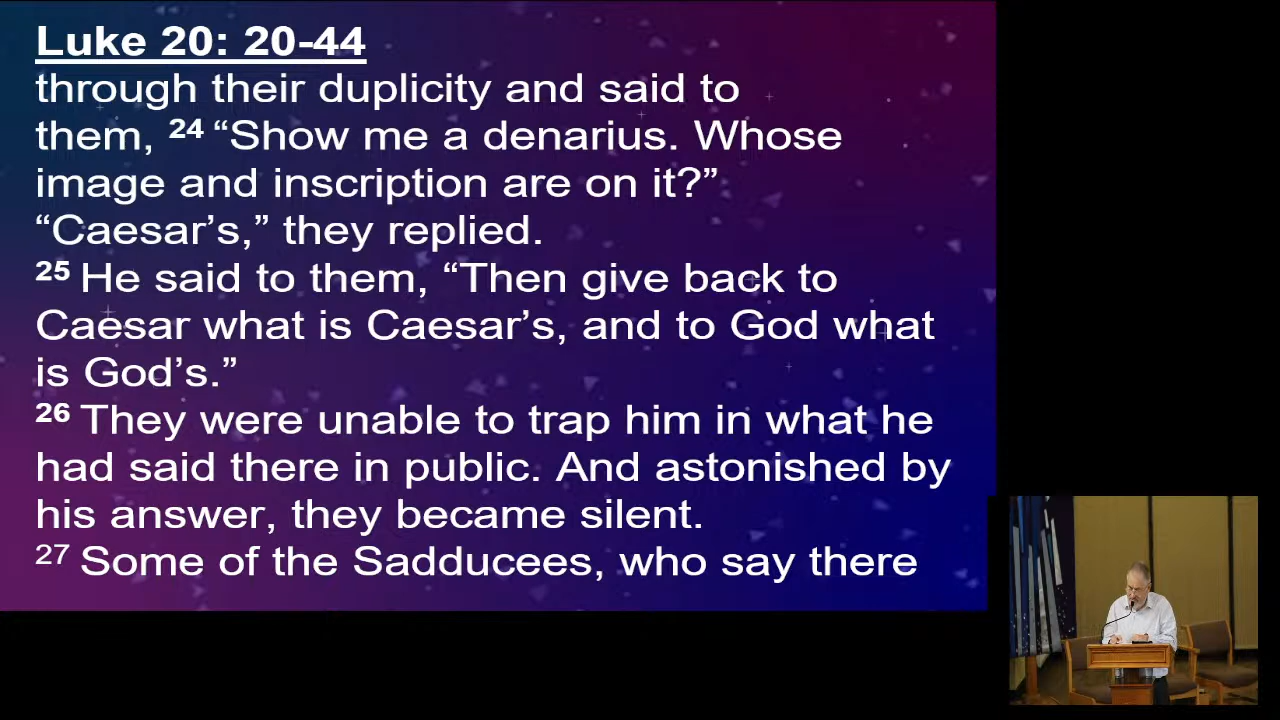 Luke 20: 20-44
through their duplicity and said to
them, 24 “Show me a denarius. Whose
image and inscription are on it?”
“Caesar’s,” they replied.
25 He said to them, “Then give back to
Caesar what is Caesar’s, and to God what
is God’s.”
26 They were unable to trap him in what he
had said there in public. And astonished by
his answer, they became silent.
27 Some of the Sadducees, who say there